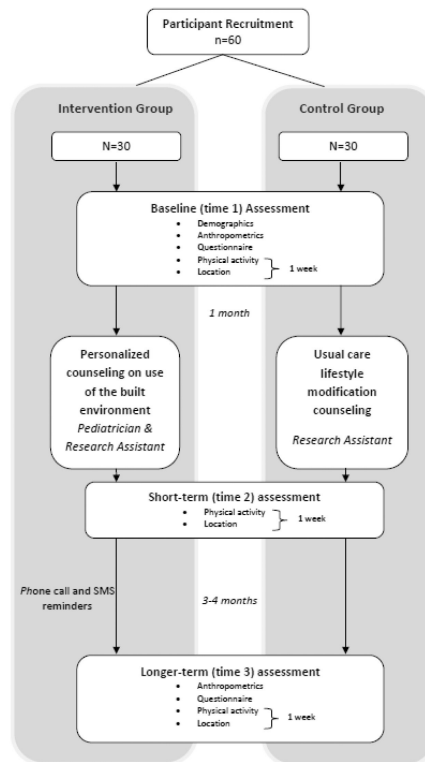 Participant Recruitment
n=60
Intervention Group
Control Group
N=30
N=30
Baseline (time 1) Assessment
• Demographics
• Anthropometrics
• Questionnaire
• Physical activity
• Location
1 week
1 month
Personalized
counseling on use
of the built
environment
Pediatrician &
Research Assistant
Usual care
lifestyle
modification
counseling
Research Assistant
Short-term (time 2) assessment
• Physical activity
• Location
1 week
Phone call and SMS
reminders
3-4 months
Longer-term (time 3) assessment
• Anthropometrics
• Questionnaire
• Physical activity
• Location
1 week